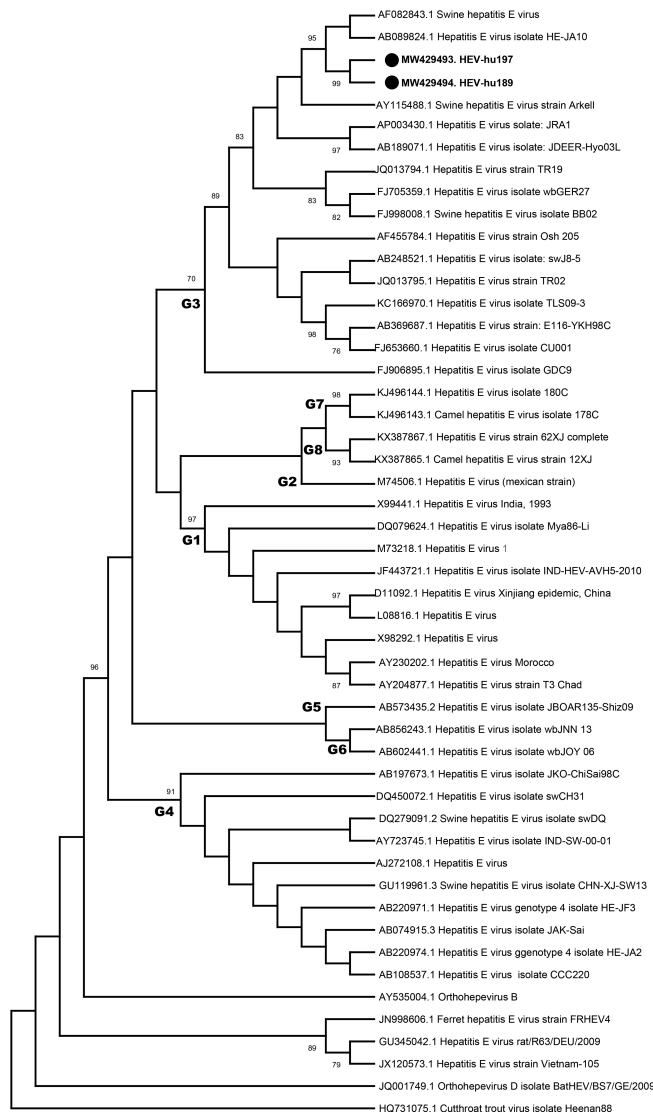 AF082843.1 Swine hepatitis E virus
95
AB089824.1 Hepatitis E virus isolate HE-JA10
MW429493. HEV-hu197
99
MW429494. HEV-hu189
AY115488.1 Swine hepatitis E virus strain Arkell
AP003430.1 Hepatitis E virus solate: JRA1
83
97
AB189071.1 Hepatitis E virus isolate: JDEER-Hyo03L
JQ013794.1 Hepatitis E virus strain TR19
89
83
FJ705359.1 Hepatitis E virus isolate wbGER27
82
FJ998008.1 Swine hepatitis E virus isolate BB02
AF455784.1 Hepatitis E virus strain Osh 205
AB248521.1 Hepatitis E virus isolate: swJ8-5
70
JQ013795.1 Hepatitis E virus strain TR02
G3
KC166970.1 Hepatitis E virus isolate TLS09-3
98
AB369687.1 Hepatitis E virus strain: E116-YKH98C
76
FJ653660.1 Hepatitis E virus isolate CU001
FJ906895.1 Hepatitis E virus isolate GDC9
98
KJ496144.1 Hepatitis E virus isolate 180C
G7
KJ496143.1 Camel hepatitis E virus isolate 178C
KX387867.1 Hepatitis E virus strain 62XJ complete
G8
93
KX387865.1 Camel hepatitis E virus strain 12XJ
G2
M74506.1 Hepatitis E virus (mexican strain)
X99441.1 Hepatitis E virus India, 1993
97
DQ079624.1 Hepatitis E virus isolate Mya86-Li
G1
M73218.1 Hepatitis E virus 1
JF443721.1 Hepatitis E virus isolate IND-HEV-AVH5-2010
97
D11092.1 Hepatitis E virus Xinjiang epidemic, China
L08816.1 Hepatitis E virus
X98292.1 Hepatitis E virus
AY230202.1 Hepatitis E virus Morocco
96
87
AY204877.1 Hepatitis E virus strain T3 Chad
G5
AB573435.2 Hepatitis E virus isolate JBOAR135-Shiz09
AB856243.1 Hepatitis E virus isolate wbJNN 13
G6
AB602441.1 Hepatitis E virus isolate wbJOY 06
AB197673.1 Hepatitis E virus isolate JKO-ChiSai98C
91
G4
DQ450072.1 Hepatitis E virus isolate swCH31
DQ279091.2 Swine hepatitis E virus isolate swDQ
AY723745.1 Hepatitis E virus isolate IND-SW-00-01
AJ272108.1 Hepatitis E virus
GU119961.3 Swine hepatitis E virus isolate CHN-XJ-SW13
AB220971.1 Hepatitis E virus genotype 4 isolate HE-JF3
AB074915.3 Hepatitis E virus isolate JAK-Sai
AB220974.1 Hepatitis E virus ggenotype 4 isolate HE-JA2
AB108537.1 Hepatitis E virus isolate CCC220
AY535004.1 Orthohepevirus B
JN998606.1 Ferret hepatitis E virus strain FRHEV4
89
GU345042.1 Hepatitis E virus rat/R63/DEU/2009
79
JX120573.1 Hepatitis E virus strain Vietnam-105
JQ001749.1 Orthohepevirus D isolate BatHEV/BS7/GE/2009
HQ731075.1 Cutthroat trout virus isolate Heenan88